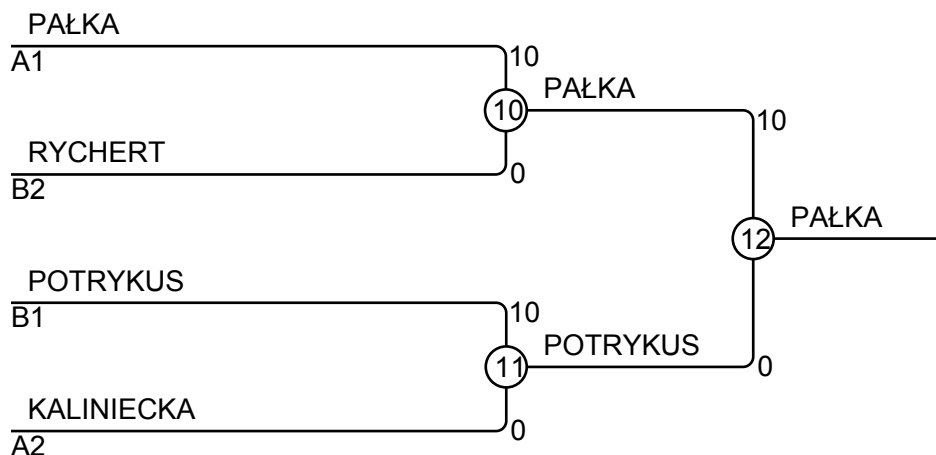 PAŁKA
A1
10
10
PAŁKA
10
RYCHERT
B2
0
12
PAŁKA
POTRYKUS
B1
10
11
POTRYKUS
0
KALINIECKA
A2
0